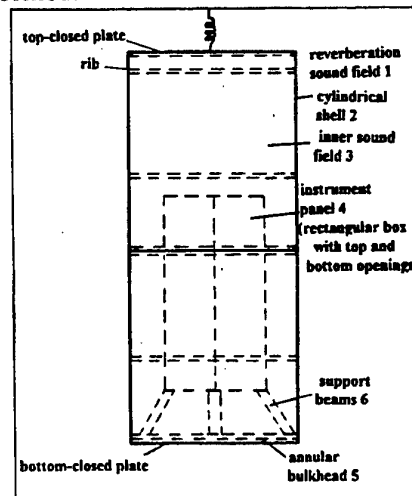 top-closed plate
rib
reverberation
sound field 1
cylindrical
shell 2
inner sound
field 3
instrument
panel 4
(rectangular box
with top and
bottom openings
support
beams 6
bottom-closed plate
annular
bulkhead 5